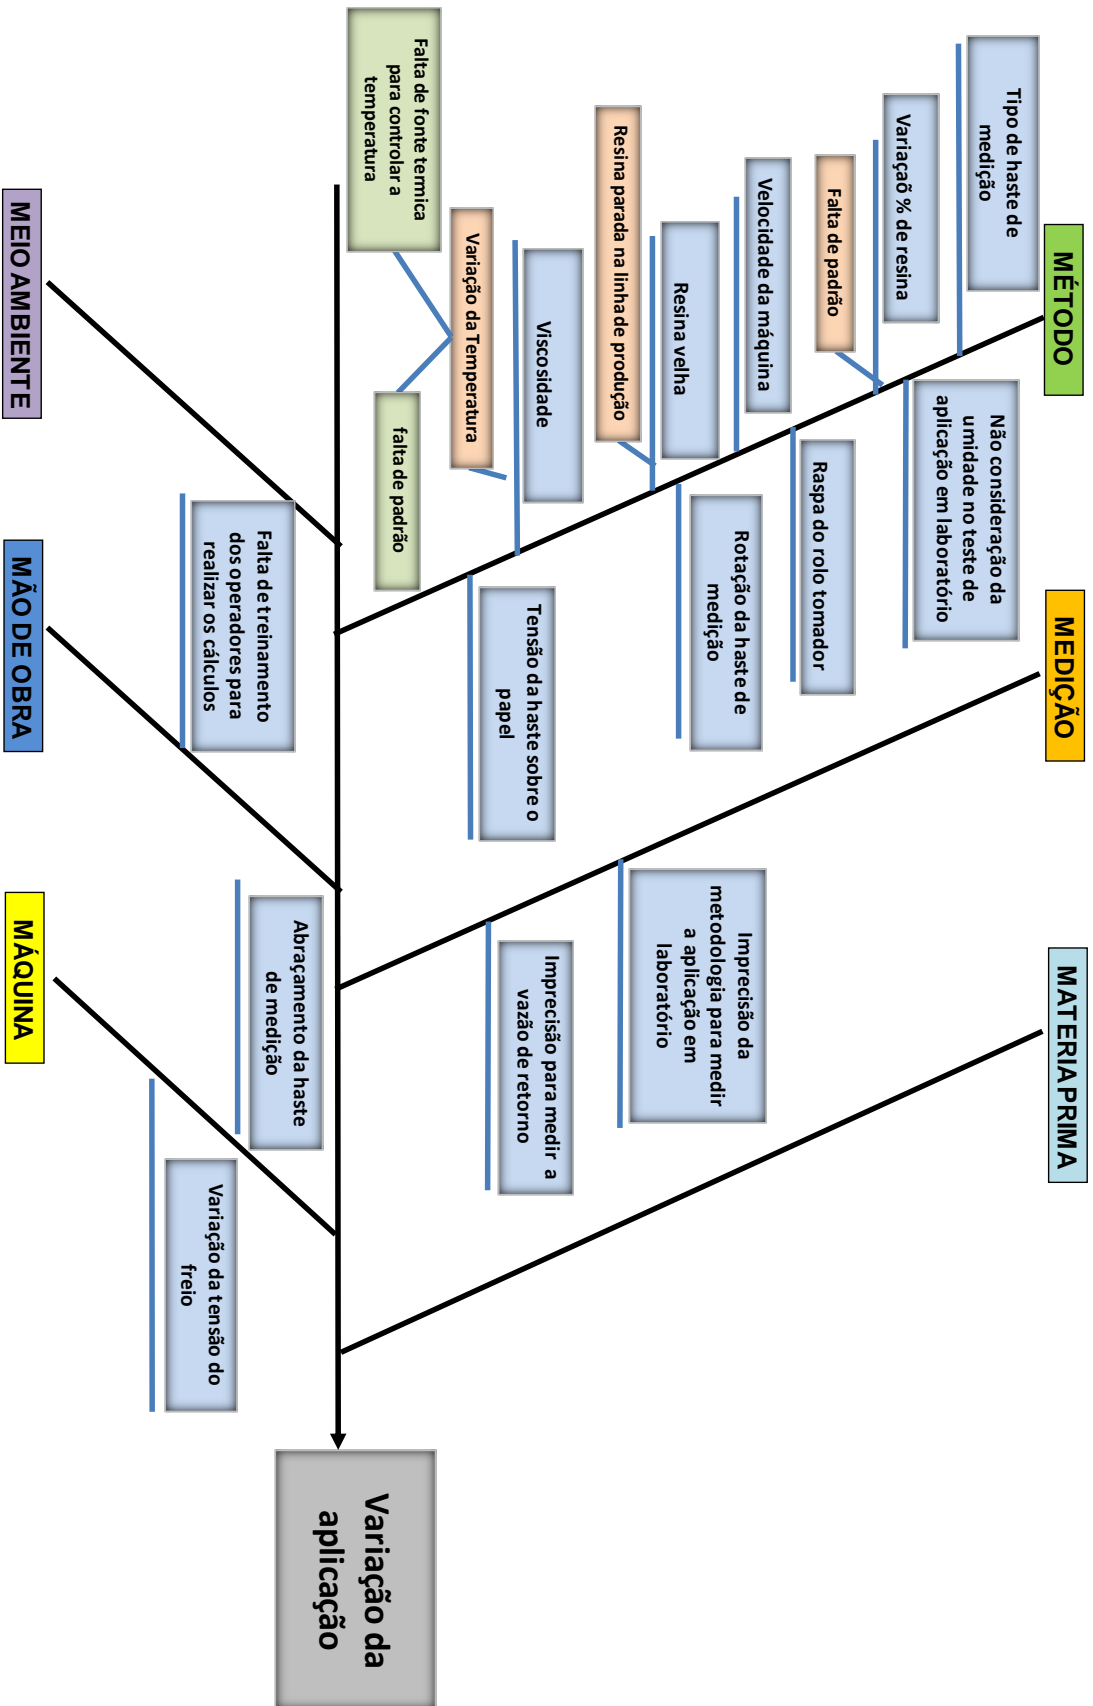 MÉTODO
MEDIÇÃO
MATERIA PRIMA
Tipo de haste de
medição
Variaçaõ % de resina
Falta de padrão
Velocidade da máquina
Resina velha
Resina parada na linha de produção
Viscosidade
Variação da Temperatura
Falta de fonte termica
para controlar a
temperatura
falta de padrão
Não consideração da
umidade no teste de
aplicação em laboratório
Raspa do rolo tomador
Rotação da haste de
medição
Tensão da haste sobre o
papel
Imprecisão da
metodologia para medir
a aplicação em
laboratório
Imprecisão para medir a
vazão de retorno
Variação da
aplicação
Falta de treinamento
dos operadores para
realizar os cálculos
Abraçamento da haste
de medição
Variação da tensão do
freio
MEIO AMBIENTE
MÃO DE OBRA
MÁQUINA